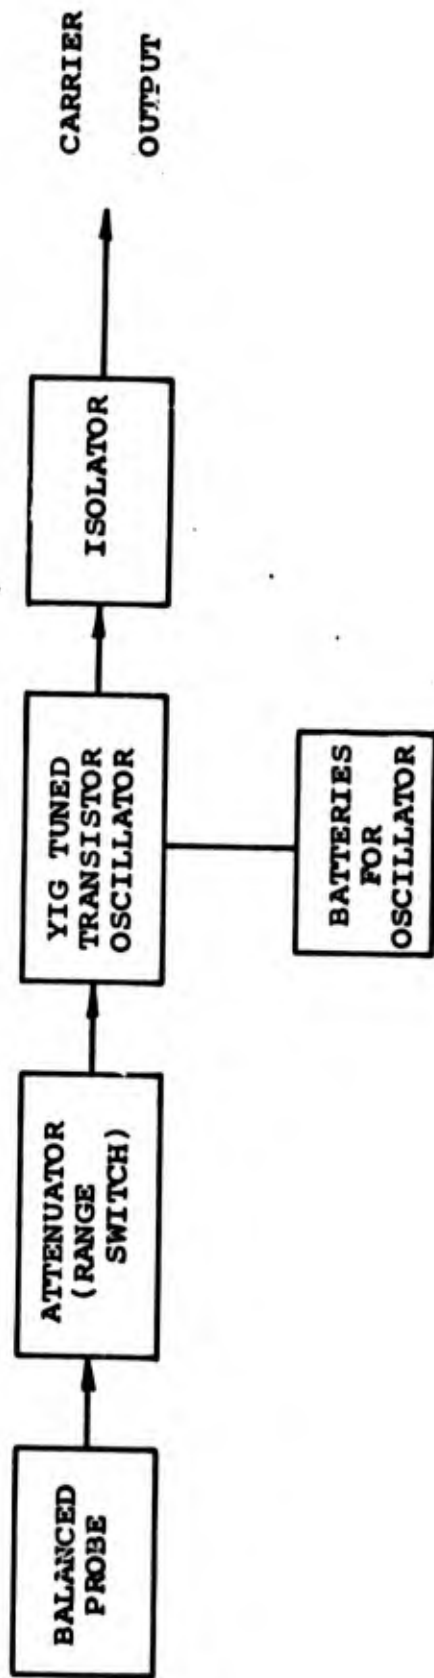 BALANCED
PROBE
ATTENUATOR
(RANGE
SWITCH)
YIG TUNED
TRANSISTOR
OSCILLATOR
BATTERIES
FOR
OSCILLATOR
ISOLATOR
CARRIER
OUTPUT